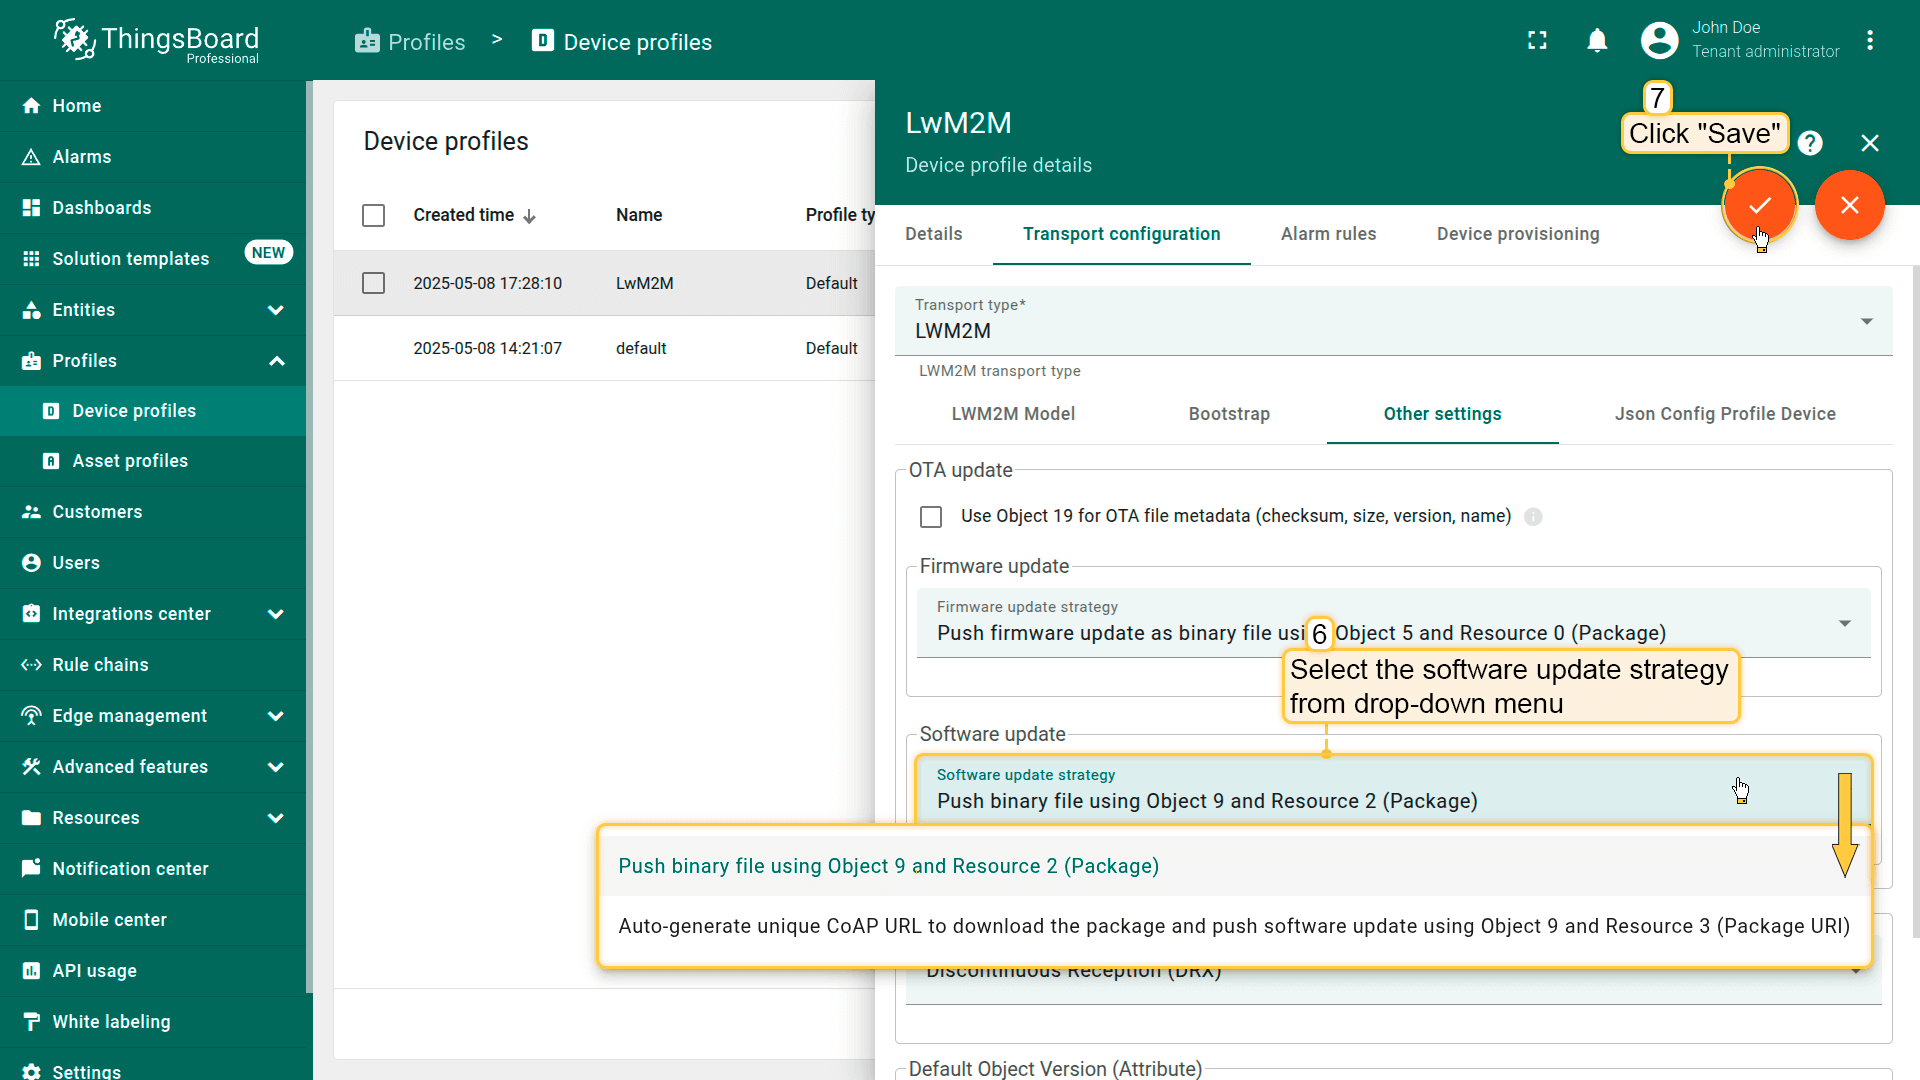 ThingsBoard
Professional
Profiles > Device profiles
John Doe
Tenant administrator
Home
Alarms
Dashboards
Solution templates NEW
Entities
Profiles
Device profiles
Asset profiles
Customers
Users
Integrations center
Rule chains
Edge management
Advanced features
Resources
Notification center
Mobile center
API usage
White labeling
Settings
Device profiles
Created time Name Profile ty
2025-05-08 17:28:10 LwM2M Default
2025-05-08 14:21:07 default Default
LwM2M
Device profile details
7
Click "Save"
Details Transport configuration Alarm rules Device provisioning
Transport type*
LWM2M
LWM2M transport type
LWM2M Model Bootstrap Other settings Json Config Profile Device
OTA update
Use Object 19 for OTA file metadata (checksum, size, version, name)
Firmware update
Firmware update strategy
Push firmware update as binary file usi Object 5 and Resource 0 (Package)
6
Select the software update strategy
from drop-down menu
Software update
Software update strategy
Push binary file using Object 9 and Resource 2 (Package)
Push binary file using Object 9 and Resource 2 (Package)
Auto-generate unique CoAP URL to download the package and push software update using Object 9 and Resource 3 (Package URI)
Discontinuous Reception (DRX)
Default Object Version (Attribute)